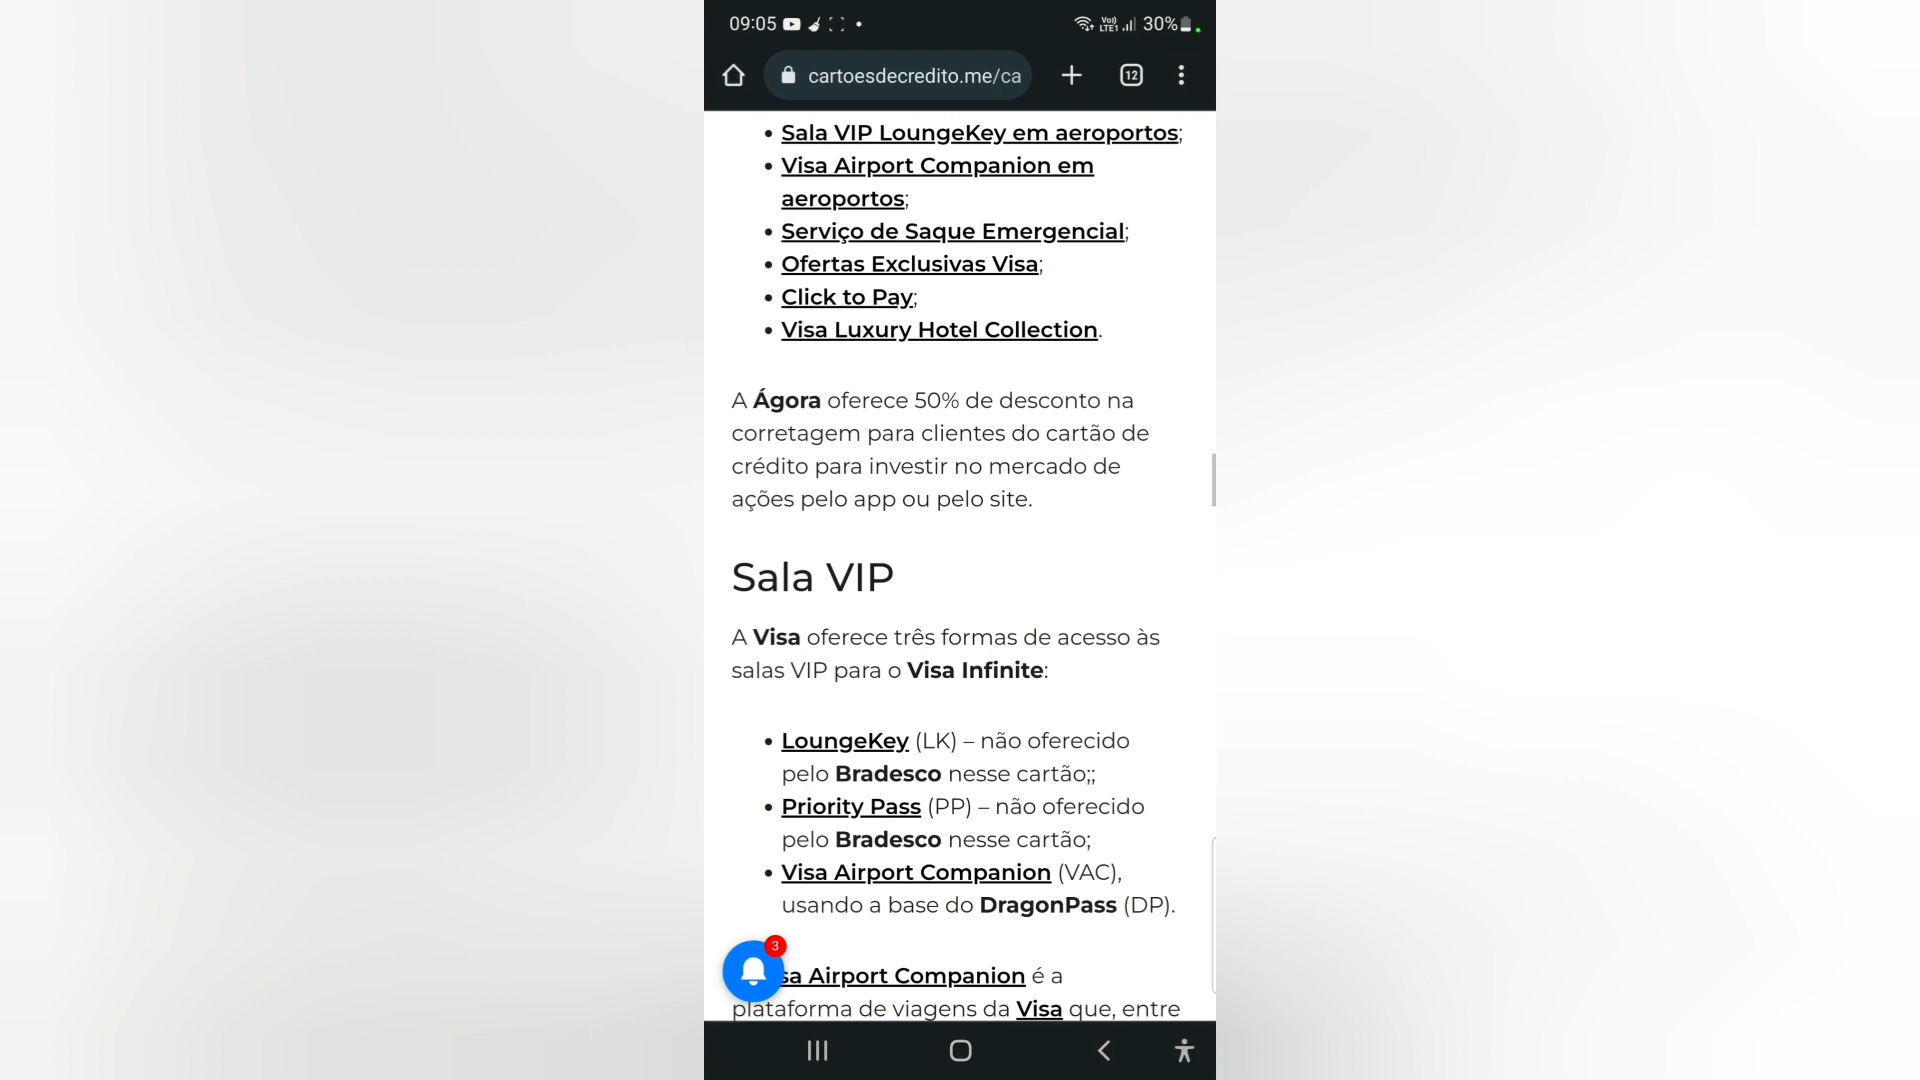 09:05
Vo)) LTE1 30%
cartoesdecredito.me/ca
12
• Sala VIP LoungeKey em aeroportos;
• Visa Airport Companion em
aeroportos;
• Serviço de Saque Emergencial;
• Ofertas Exclusivas Visa;
• Click to Pay;
• Visa Luxury Hotel Collection.
A Ágora oferece 50% de desconto na
corretagem para clientes do cartão de
crédito para investir no mercado de
ações pelo app ou pelo site.
Sala VIP
A Visa oferece três formas de acesso às
salas VIP para o Visa Infinite:
• LoungeKey (LK) – não oferecido
pelo Bradesco nesse cartão;;
• Priority Pass (PP) – não oferecido
pelo Bradesco nesse cartão;
• Visa Airport Companion (VAC),
usando a base do DragonPass (DP).
3
sa Airport Companion é a
plataforma de viagens da Visa que, entre